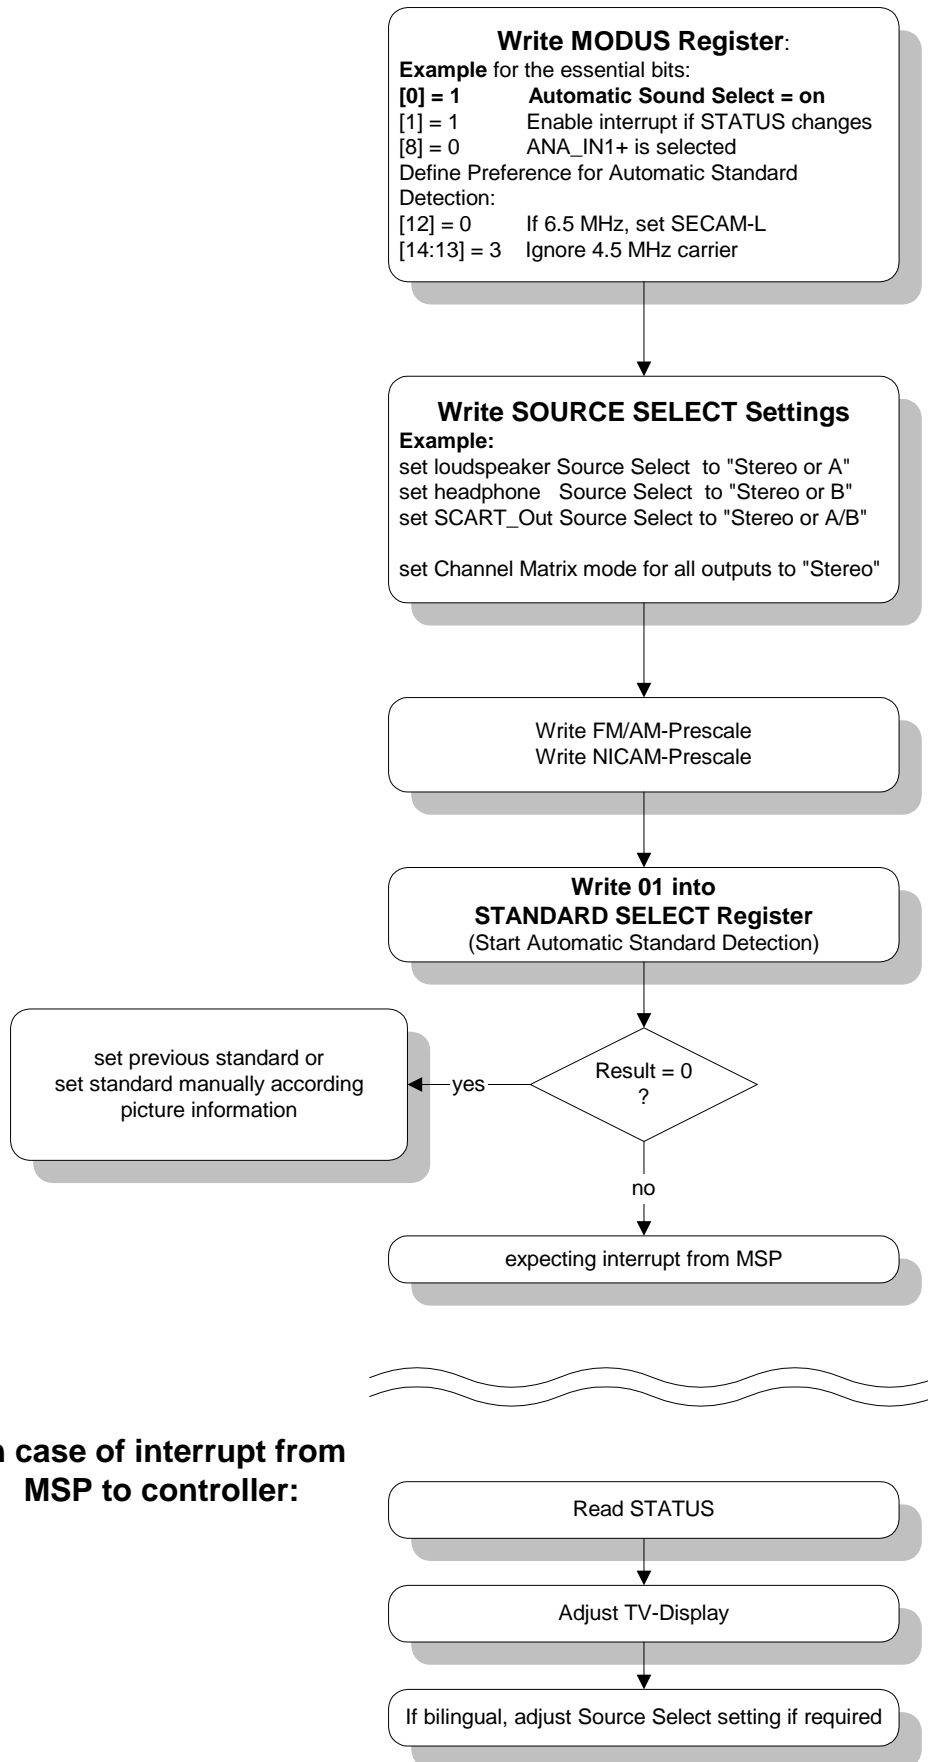 Write MODUS Register:
Example for the essential bits:
[0] = 1 Automatic Sound Select = on
[1] = 1 Enable interrupt if STATUS changes
[8] = 0 ANA_IN1+ is selected
Define Preference for Automatic Standard
Detection:
[12] = 0 If 6.5 MHz, set SECAM-L
[14:13] = 3 Ignore 4.5 MHz carrier
Write SOURCE SELECT Settings
Example:
set loudspeaker Source Select to "Stereo or A"
set headphone Source Select to "Stereo or B"
set SCART_Out Source Select to "Stereo or A/B"
set Channel Matrix mode for all outputs to "Stereo"
Write FM/AM-Prescale
Write NICAM-Prescale
Write 01 into
STANDARD SELECT Register
(Start Automatic Standard Detection)
set previous standard or
set standard manually according
picture information
yes
Result = 0
?
no
expecting interrupt from MSP
n case of interrupt from
MSP to controller:
Read STATUS
Adjust TV-Display
If bilingual, adjust Source Select setting if required